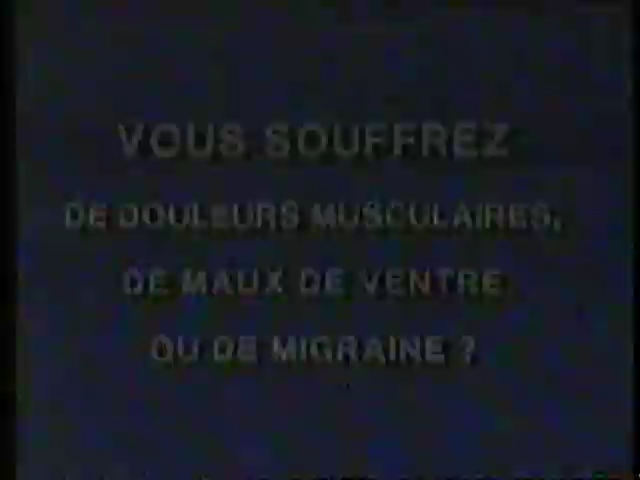 VOUS SOUFFREZ
DE DOULEURS MUSCULAIRES,
DE MAUX DE VENTRE
OU DE MIGRAINE ?